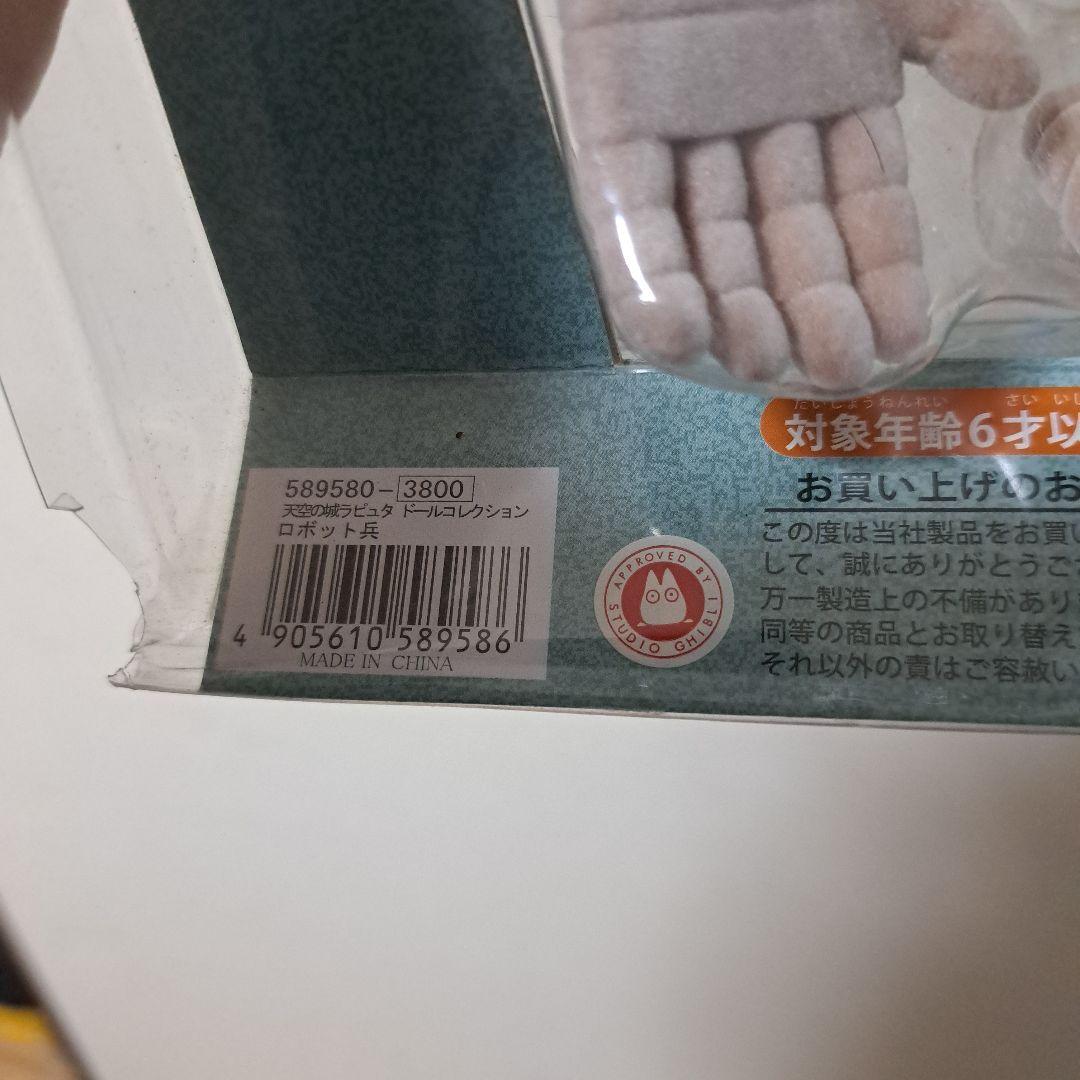 589580-3800
天空の城ラピュタ ドールコレクション
ロボット兵
4 905610 589586
MADE IN CHINA
APPROVED BY
STUDIO GHIBLI
たいしょうねんれい さい い
対象年齢6才以
お買い上げのお
この度は当社製品をお買い
して、誠にありがとうご
万一製造上の不備があり
同等の商品とお取り替え
それ以外の責はご容赦い